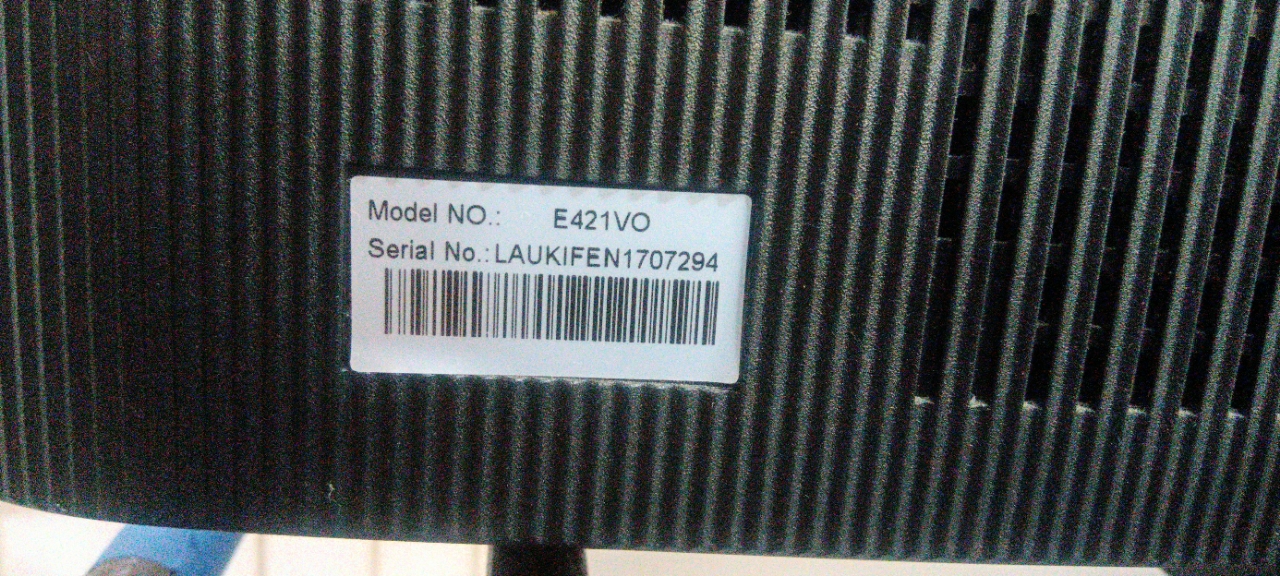 Model NO.: E421VO
Serial No.: LAUKIFEN1707294